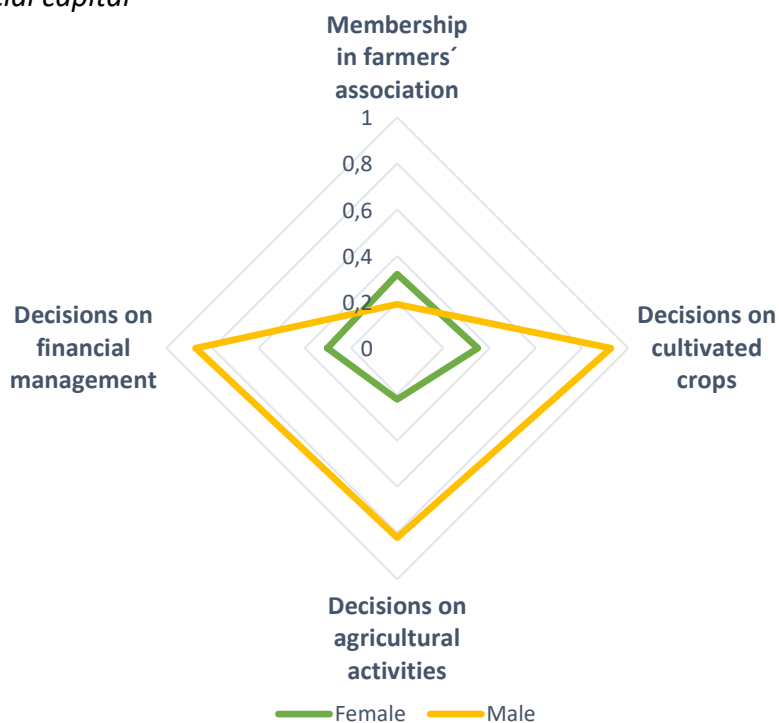 capital
Membership
in farmers´
association
1
0,8
0,6
0,4
0,2
0
Decisions on
financial
management
Decisions on
cultivated
crops
Decisions on
agricultural
activities
Female
Male